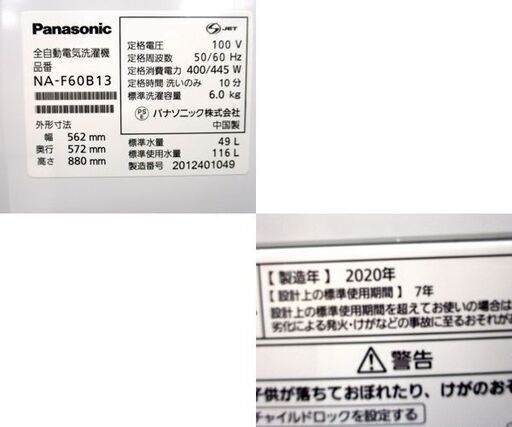 Panasonic
全自動電気洗濯機
品番
NA-F60B13
外形寸法
幅 562 mm
奥行 572 mm
高さ 880 mm
S JET
定格電圧 100 V
定格周波数 50/60 Hz
定格消費電力 400/445 W
定格時間 洗いのみ 10分
標準洗濯容量 6.0 kg
PS E パナソニック株式会社
中国製
標準水量 49 L
標準使用水量 116 L
製造番号 2012401049
【製造年】2020年
【設計上の標準使用期間】 7年
設計上の標準使用期間を超えてお使いの場合は
劣化による発火・けがなどの事故に至るおそれが
警告
子供が落ちておぼれたり、けがのおそ
チャイルドロックを設定する